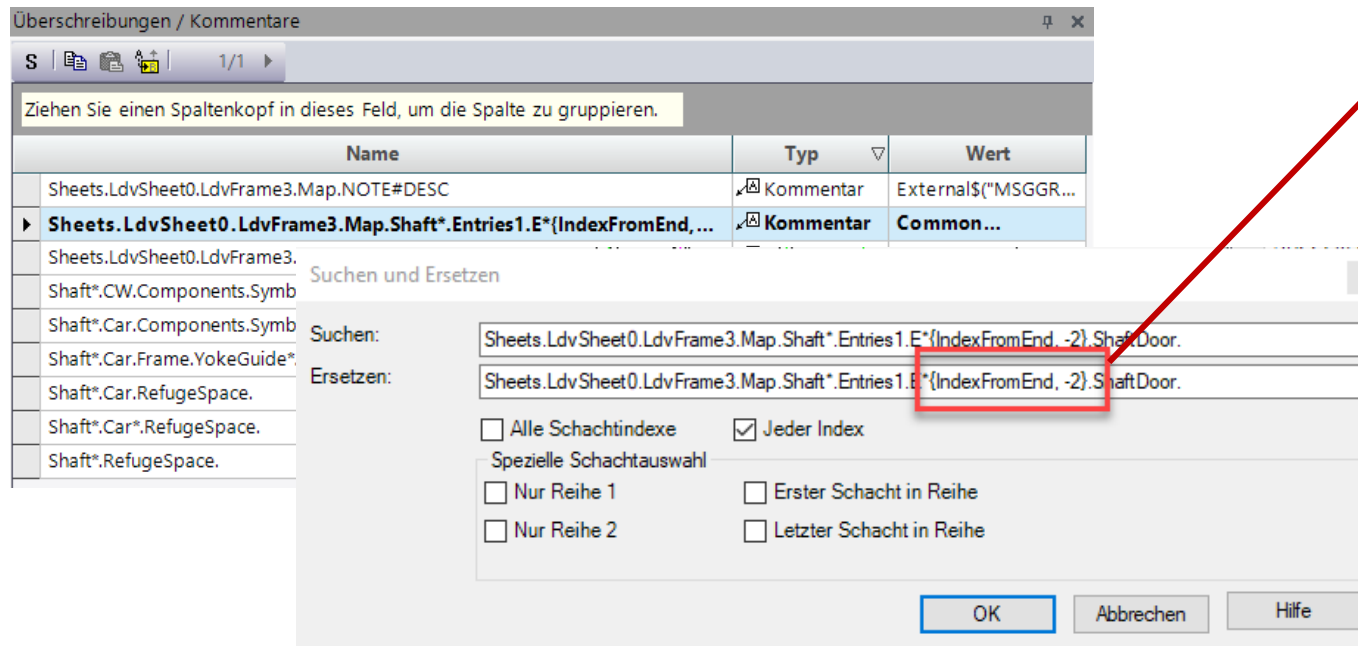 Überschreibungen / Kommentare
S 1/1
Ziehen Sie einen Spaltenkopf in dieses Feld, um die Spalte zu gruppieren.
Name Typ Wert
Sheets.LdvSheet0.LdvFrame3.Map.NOTE#DESC Kommentar External$("MSGGR...
Sheets.LdvSheet0.LdvFrame3.Map.Shaft*.Entries1.E*{IndexFromEnd,... Kommentar Common...
Sheets.LdvSheet0.LdvFrame3.
Shaft*.CW.Components.Symb
Shaft*.Car.Components.Symb
Shaft*.Car.Frame.YokeGuide*.
Shaft*.Car.RefugeSpace.
Shaft*.Car*.RefugeSpace.
Shaft*.RefugeSpace.
Suchen und Ersetzen
Suchen: Sheets.LdvSheet0.LdvFrame3.Map.Shaft*.Entries1.E*{IndexFromEnd, -2}.ShaftDoor.
Ersetzen: Sheets.LdvSheet0.LdvFrame3.Map.Shaft*.Entries1.E*{IndexFromEnd, -2}.ShaftDoor.
Alle Schachtindexe Jeder Index
Spezielle Schachtauswahl
Nur Reihe 1 Erster Schacht in Reihe
Nur Reihe 2 Letzter Schacht in Reihe
OK Abbrechen Hilfe